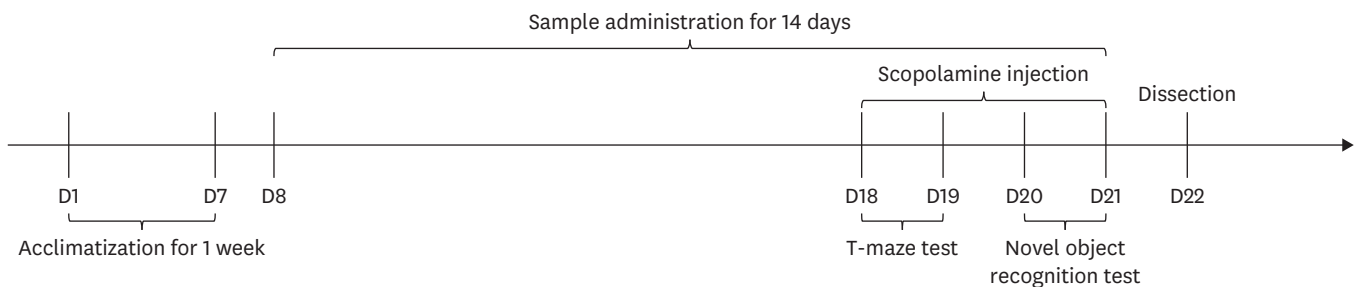 Sample administration for 14 days
Scopolamine injection
Dissection
D1 D7 D8 D18 D19 D20 D21 D22
Acclimatization for 1 week T-maze test Novel object
recognition test